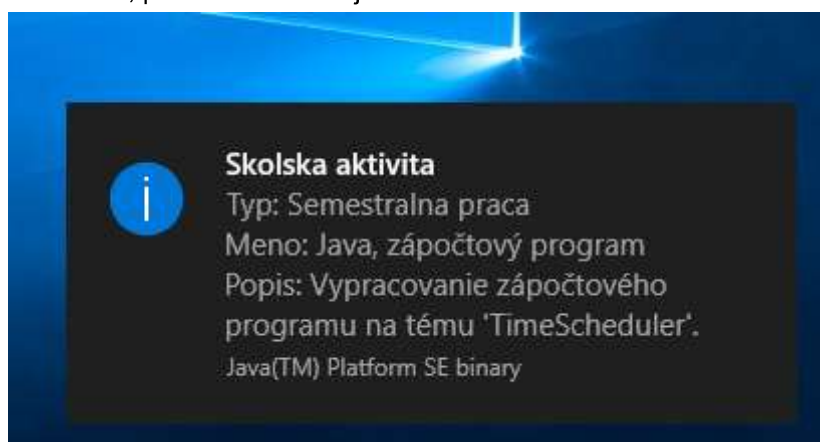 Skolska aktivita
Typ: Semestralna praca
Meno: Java, zápočtový program
Popis: Vypracovanie zápočtového
programu na tému 'TimeScheduler'.
Java(TM) Platform SE binary